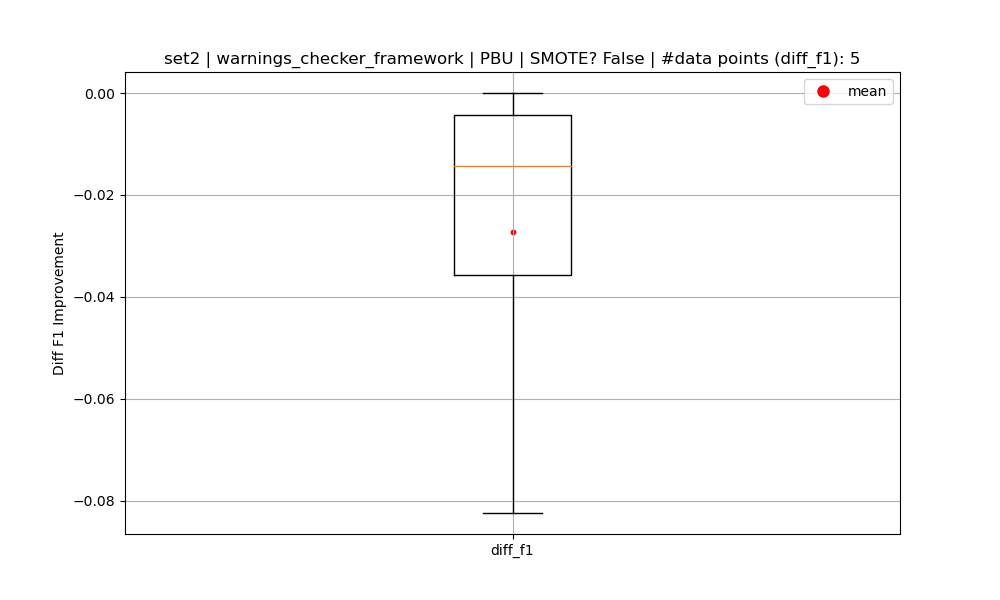 set2 | warnings_checker_framework | PBU | SMOTE? False | #data points (diff_f1): 5
mean
0.00
−0.02
−0.04
−0.06
−0.08
Diff F1 Improvement
diff_f1